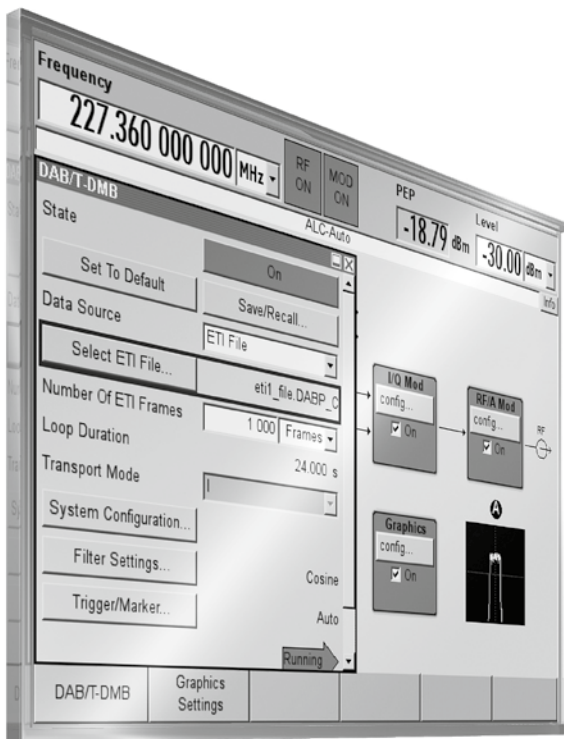 Frequency
227.360 000 000 MHz
RF
ON
MOD
ON
PEP
-18.79 dBm
Level
-30.00 dBm
ALC-Auto
Info
DAB/T-DMB
State
On
Set To Default
Save/Recall...
Data Source
ETI File
Select ETI File...
eti1_file.DABP_C
Number Of ETI Frames
1 000 Frames
Loop Duration
24.000 s
Transport Mode
I
System Configuration...
Filter Settings...
Cosine
Trigger/Marker...
Auto
Running
I/Q Mod
config...
On
RF/A Mod
config...
On
RF
A
Graphics
config...
On
DAB/T-DMB
Graphics
Settings